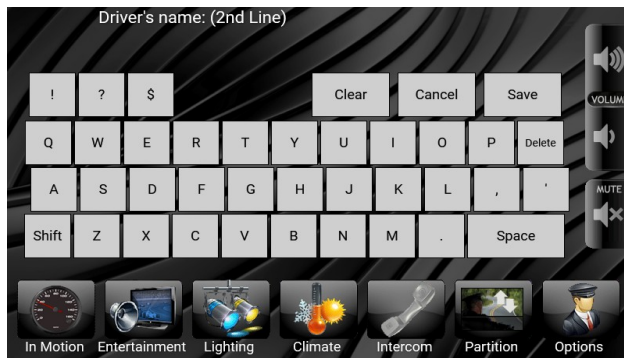 Driver's name: (2nd Line)
! ? $ Clear Cancel Save
VOLUM
Q W E R T Y U I O P Delete
A S D F G H J K L , '
MUTE
Shift Z X C V B N M . Space
In Motion Entertainment Lighting Climate Intercom Partition Options